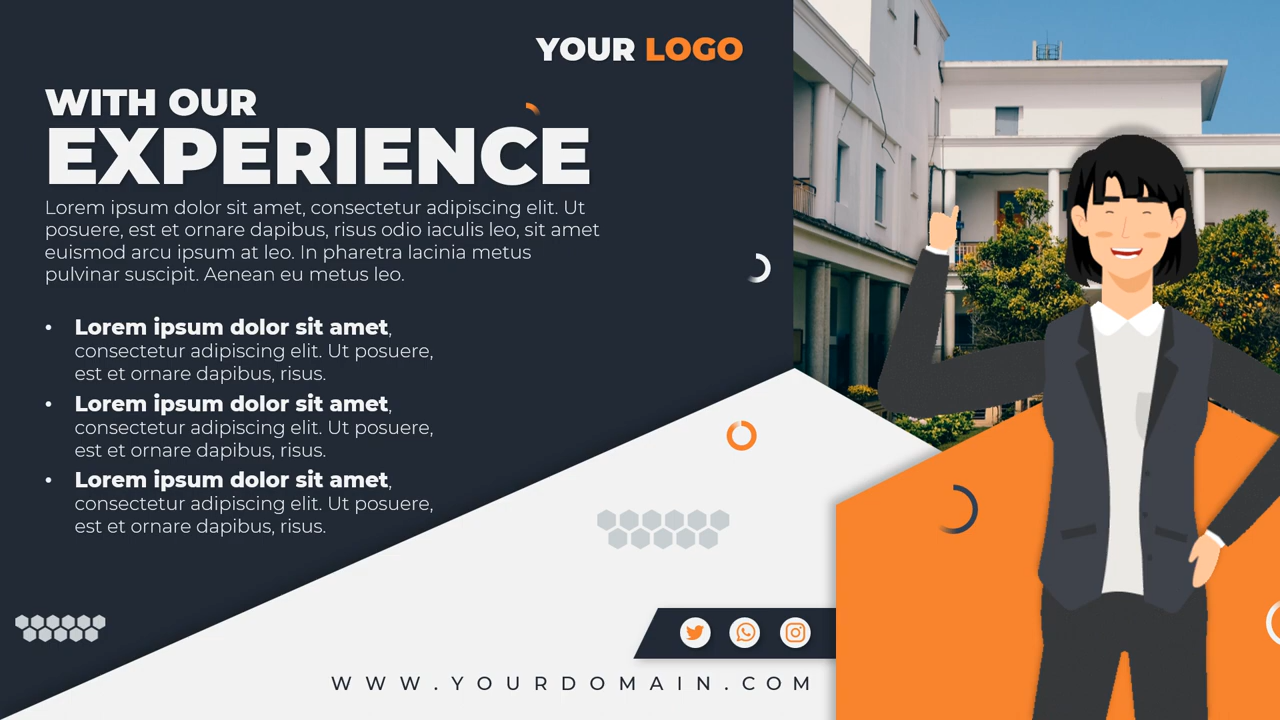 YOUR LOGO
WITH OUR
EXPERIENCE
Lorem ipsum dolor sit amet, consectetur adipiscing elit. Ut
posuere, est et ornare dapibus, risus odio iaculis leo, sit amet
euismod arcu ipsum at leo. In pharetra lacinia metus
pulvinar suscipit. Aenean eu metus leo.
• Lorem ipsum dolor sit amet,
consectetur adipiscing elit. Ut posuere,
est et ornare dapibus, risus.
• Lorem ipsum dolor sit amet,
consectetur adipiscing elit. Ut posuere,
est et ornare dapibus, risus.
• Lorem ipsum dolor sit amet,
consectetur adipiscing elit. Ut posuere,
est et ornare dapibus, risus.
WWW.YOURDOMAIN.COM